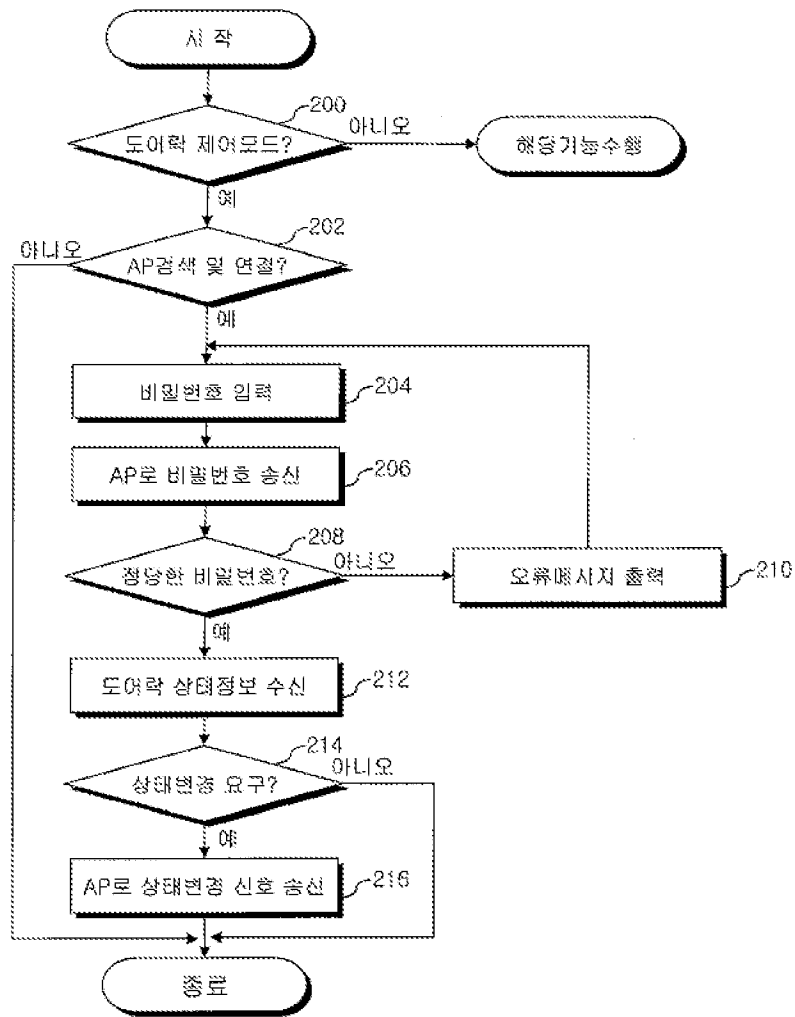 시 작
200
도어락 제어모드?
아니오
해당기능수행
예
202
아니오
AP검색 및 연결?
예
비밀번호 입력
204
AP로 비밀번호 송신
206
208
정당한 비밀번호?
아니오
오류메시지 출력
210
예
도어락 상태정보 수신
212
214
상태변경 요구?
아니오
예
AP로 상태변경 신호 송신
216
종료